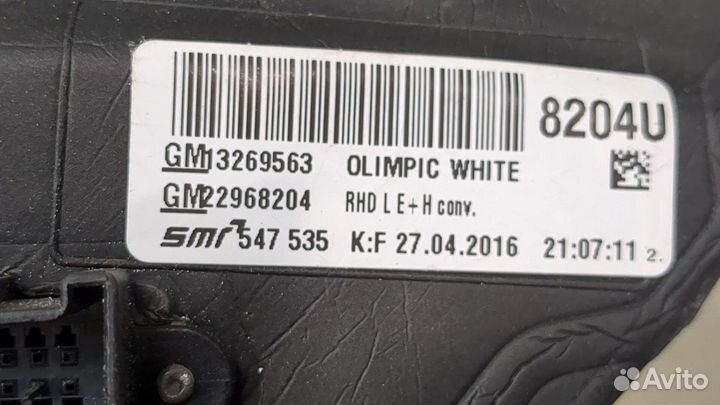 8204U
GM13269563 OLIMPIC WHITE
GM22968204 RHD L E+H conv.
smr 547 535 K:F 27.04.2016 21:07:11 2.
Avito